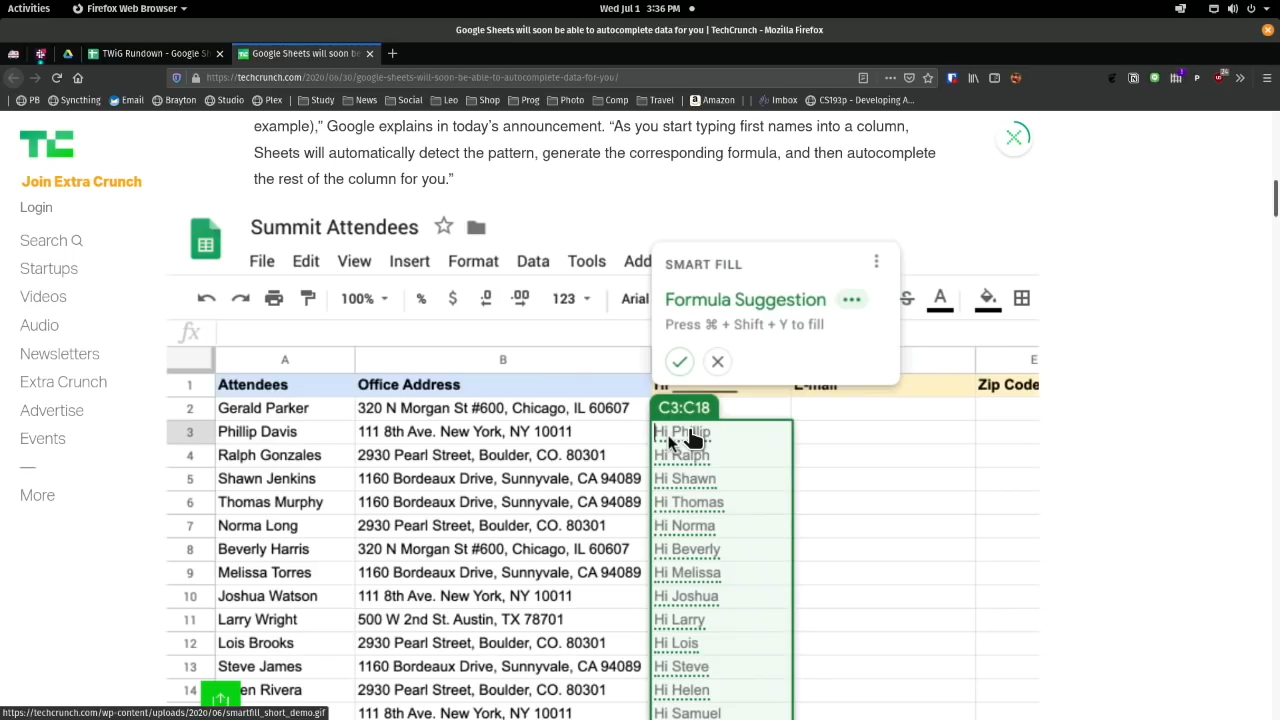 Activities
Firefox Web Browser
Wed Jul 1 3:36 PM
Google Sheets will soon be able to autocomplete data for you | TechCrunch - Mozilla Firefox
TWiG Rundown - Google Sh
Google Sheets will soon be
https://techcrunch.com/2020/06/30/google-sheets-will-soon-be-able-to-autocomplete-data-for-you/
PB Syncthing Email Brayton Studio Plex Study News Social Leo Shop Prog Photo Comp Travel Amazon Imbox CS193p - Developing A...
example),” Google explains in today’s announcement. “As you start typing first names into a column,
Sheets will automatically detect the pattern, generate the corresponding formula, and then autocomplete
the rest of the column for you.”
TC
Join Extra Crunch
Login
Search
Startups
Videos
Audio
Newsletters
Extra Crunch
Advertise
Events
More
Summit Attendees
File Edit View Insert Format Data Tools Add
100% % $ .0 .00 123 Arial
SMART FILL
Formula Suggestion
Press ⌘ + Shift + Y to fill
fx
A B E
1 Attendees Office Address Hi E-mail Zip Code
2 Gerald Parker 320 N Morgan St #600, Chicago, IL 60607 C3:C18
3 Phillip Davis 111 8th Ave. New York, NY 10011 Hi Phillip
4 Ralph Gonzales 2930 Pearl Street, Boulder, CO. 80301 Hi Ralph
5 Shawn Jenkins 1160 Bordeaux Drive, Sunnyvale, CA 94089 Hi Shawn
6 Thomas Murphy 1160 Bordeaux Drive, Sunnyvale, CA 94089 Hi Thomas
7 Norma Long 2930 Pearl Street, Boulder, CO. 80301 Hi Norma
8 Beverly Harris 320 N Morgan St #600, Chicago, IL 60607 Hi Beverly
9 Melissa Torres 1160 Bordeaux Drive, Sunnyvale, CA 94089 Hi Melissa
10 Joshua Watson 111 8th Ave. New York, NY 10011 Hi Joshua
11 Larry Wright 500 W 2nd St. Austin, TX 78701 Hi Larry
12 Lois Brooks 2930 Pearl Street, Boulder, CO. 80301 Hi Lois
13 Steve James 1160 Bordeaux Drive, Sunnyvale, CA 94089 Hi Steve
14 en Rivera 2930 Pearl Street, Boulder, CO. 80301 Hi Helen
111 8th Ave. New York, NY 10011 Hi Samuel
https://techcrunch.com/wp-content/uploads/2020/06/smartfill_short_demo.gif